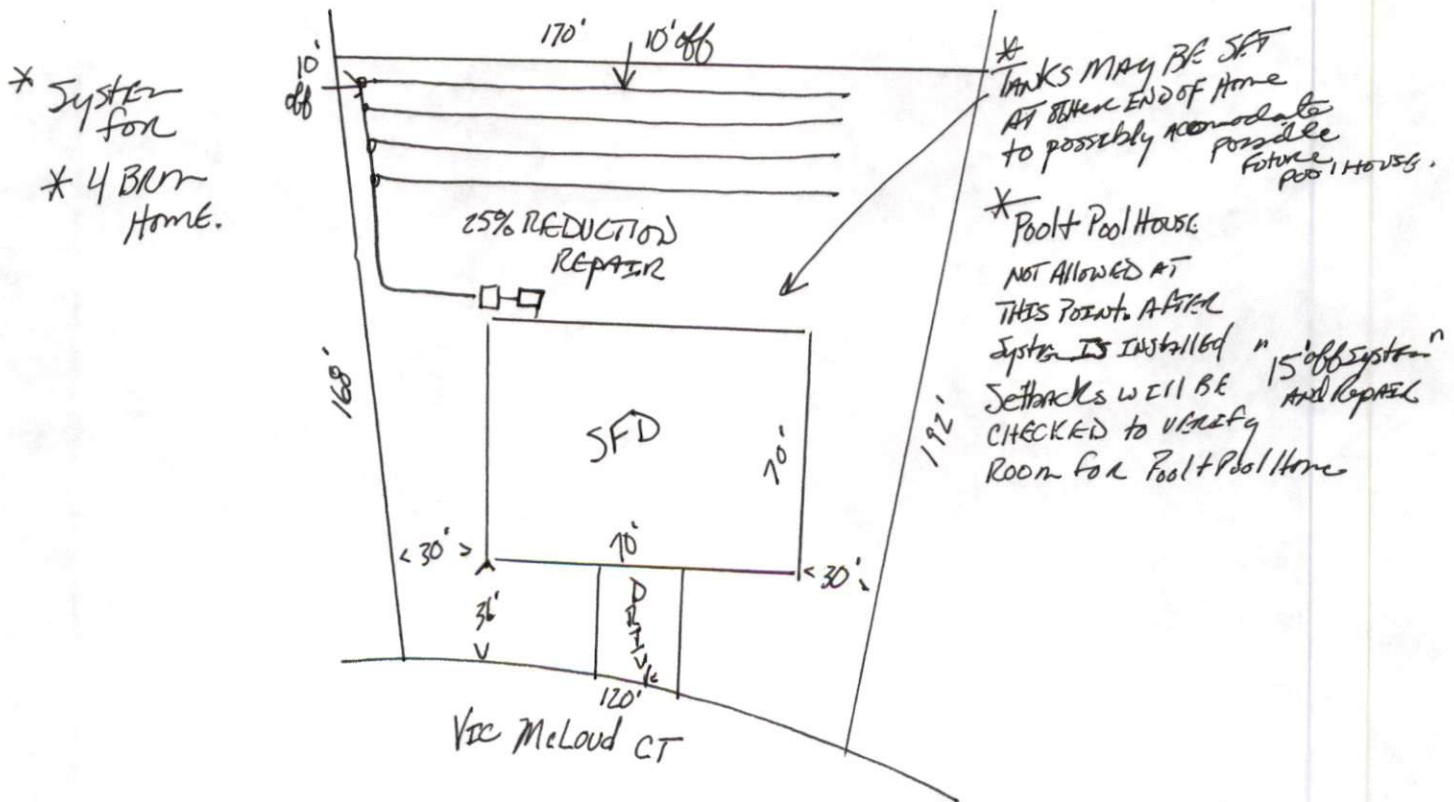 170'
10' off
10'
off
* System
for
* 4 BRM
Home.
*
TANKS MAY BE SET
AT OTHER END OF Home
to possibly accomodate
possible
future
pool House.
25% REDUCTION
REPAIR
*
Pool + Pool House
NOT Allowed AT
THIS POINT. AFTER
System IS INStAllEd "15' off System"
AND REPAIR
Setbacks WILL BE
CHECKED to VERIFY
ROOM FOR Pool + Pool Home
168'
SFD
70'
192'
< 30' >
70'
< 30'
36'
DRIVE
120'
VIC McLoud CT